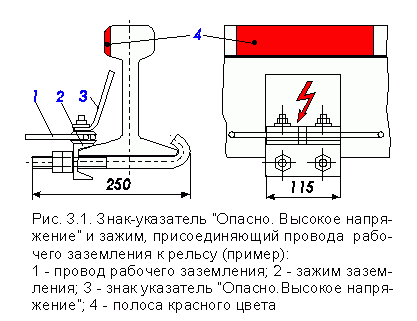 4
1
2
3
250
115
Рис. 3.1. Знак-указатель "Опасно. Высокое напря-
жение" и зажим, присоединяющий провода рабо-
чего заземления к рельсу (пример):
1 - провод рабочего заземления; 2 - зажим зазем-
ления; 3 - знак указатель "Опасно.Высокое напря-
жение"; 4 - полоса красного цвета